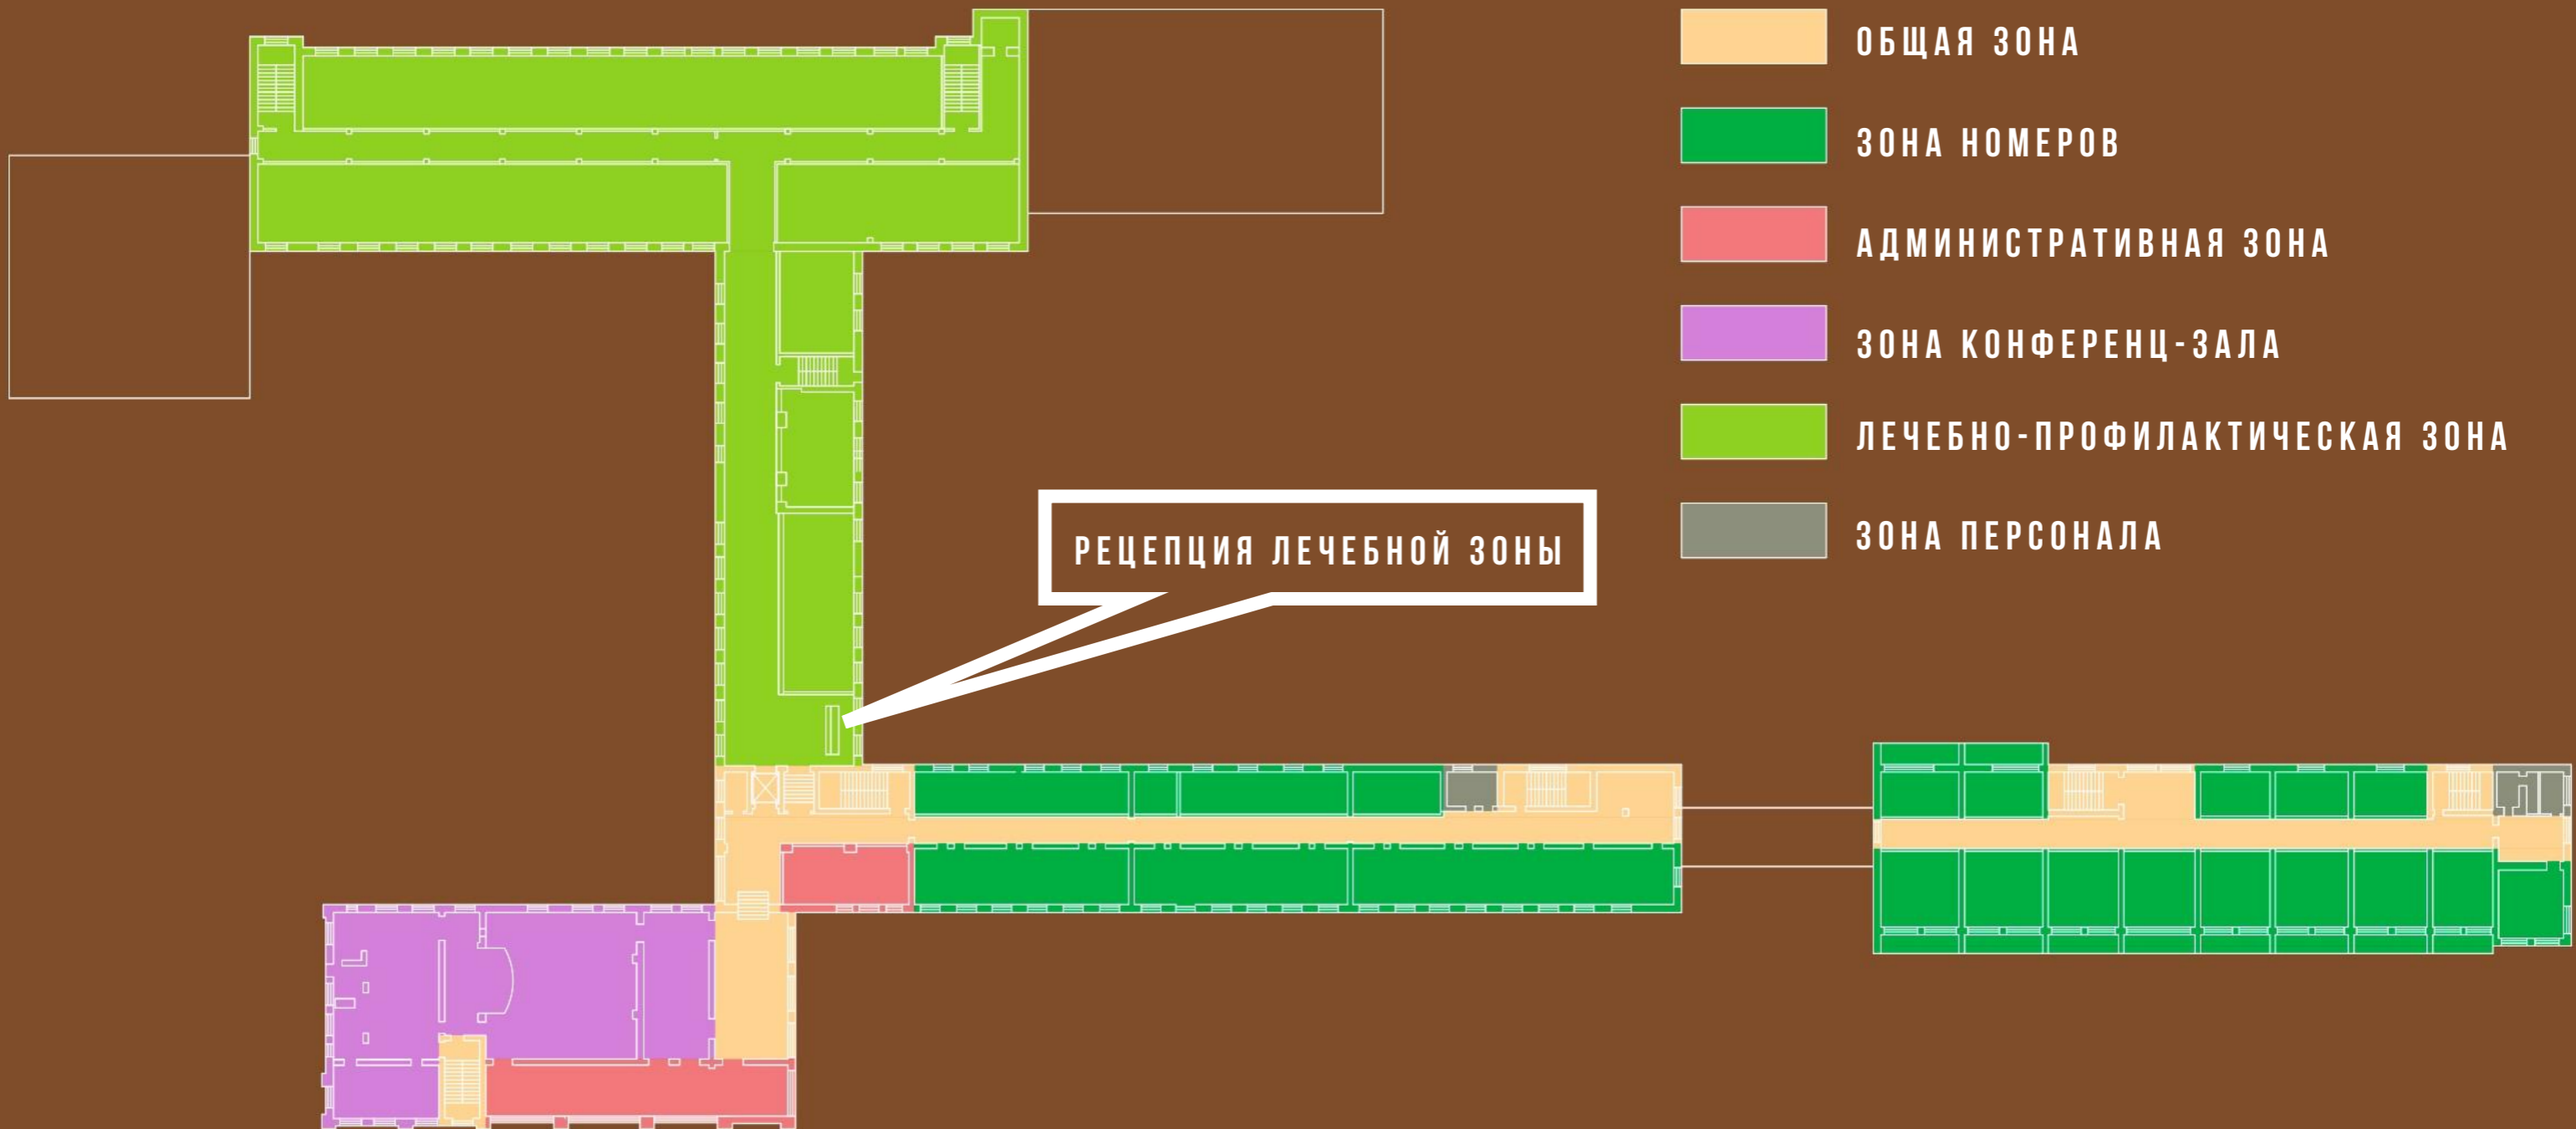 ОБЩАЯ ЗОНА
ЗОНА НОМЕРОВ
АДМИНИСТРАТИВНАЯ ЗОНА
ЗОНА КОНФЕРЕНЦ-ЗАЛА
ЛЕЧЕБНО-ПРОФИЛАКТИЧЕСКАЯ ЗОНА
ЗОНА ПЕРСОНАЛА
РЕЦЕПЦИЯ ЛЕЧЕБНОЙ ЗОНЫ